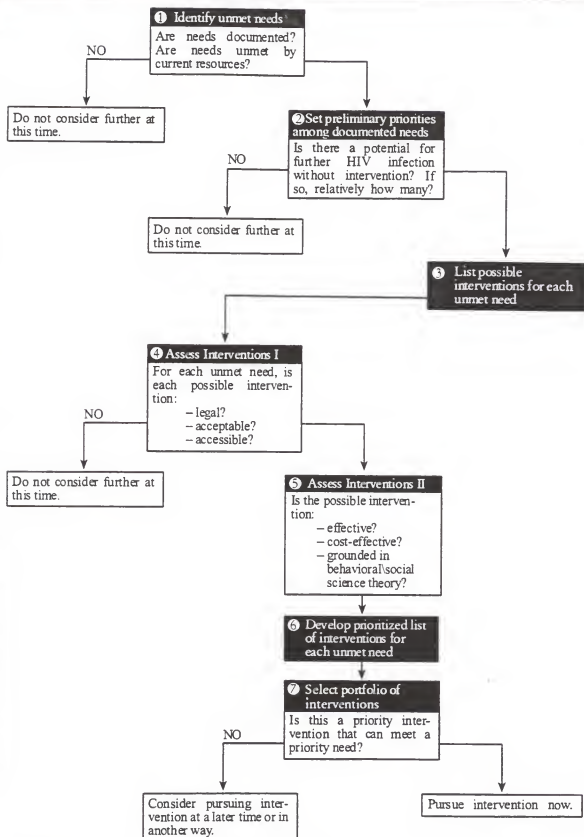 ❶ Identify unmet needs
Are needs documented?
Are needs unmet by
current resources?
NO
Do not consider further at
this time.
❷Set preliminary priorities
among documented needs
Is there a potential for
further HIV infection
without intervention? If
so, relatively how many?
NO
Do not consider further at
this time.
❸ List possible
interventions for each
unmet need
❹ Assess Interventions I
For each unmet need, is
each possible interven-
tion:
– legal?
– acceptable?
– accessible?
NO
Do not consider further at
this time.
❺ Assess Interventions II
Is the possible interven-
tion:
– effective?
– cost-effective?
– grounded in
behavioral\social
science theory?
❻ Develop prioritized list
of interventions for
each unmet need
❼ Select portfolio of
interventions
Is this a priority inter-
vention that can meet a
priority need?
NO
Consider pursuing inter-
vention at a later time or in
another way.
Pursue intervention now.